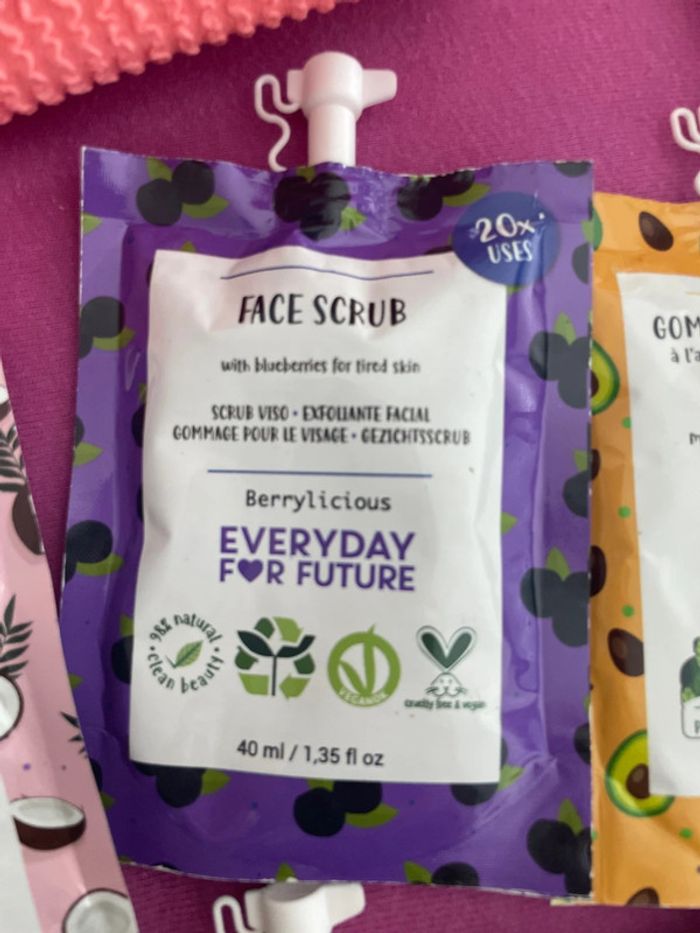 20x
USES
FACE SCRUB
with blueberries for tired skin
SCRUB VISO • EXFOLIANTE FACIAL
GOMMAGE POUR LE VISAGE • GEZICHTSSCRUB
Berrylicious
EVERYDAY
FOR FUTURE
98% natural
clean beauty
VEGANOK
cruelty free & vegan
40 ml / 1,35 fl oz
GOM
à l'a
m